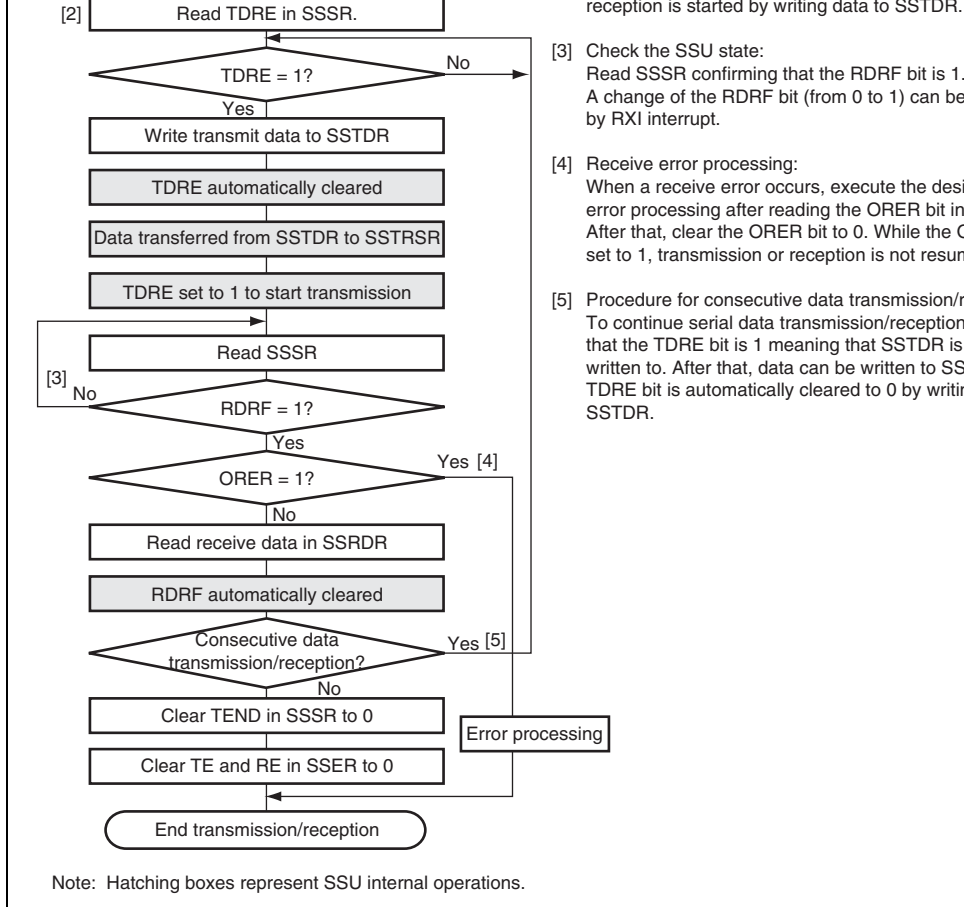 [2]
Read TDRE in SSSR.
TDRE = 1?
No
Yes
Write transmit data to SSTDR
TDRE automatically cleared
Data transferred from SSTDR to SSTRSR
TDRE set to 1 to start transmission
Read SSSR
[3]
No
RDRF = 1?
Yes
ORER = 1?
Yes [4]
No
Read receive data in SSRDR
RDRF automatically cleared
Consecutive data
transmission/reception?
Yes [5]
No
Clear TEND in SSSR to 0
Error processing
Clear TE and RE in SSER to 0
End transmission/reception
reception is started by writing data to SSTDR.
[3] Check the SSU state:
Read SSSR confirming that the RDRF bit is 1.
A change of the RDRF bit (from 0 to 1) can be
by RXI interrupt.
[4] Receive error processing:
When a receive error occurs, execute the desi
error processing after reading the ORER bit in
After that, clear the ORER bit to 0. While the O
set to 1, transmission or reception is not resum
[5] Procedure for consecutive data transmission/r
To continue serial data transmission/reception
that the TDRE bit is 1 meaning that SSTDR is
written to. After that, data can be written to SS
TDRE bit is automatically cleared to 0 by writin
SSTDR.
Note: Hatching boxes represent SSU internal operations.